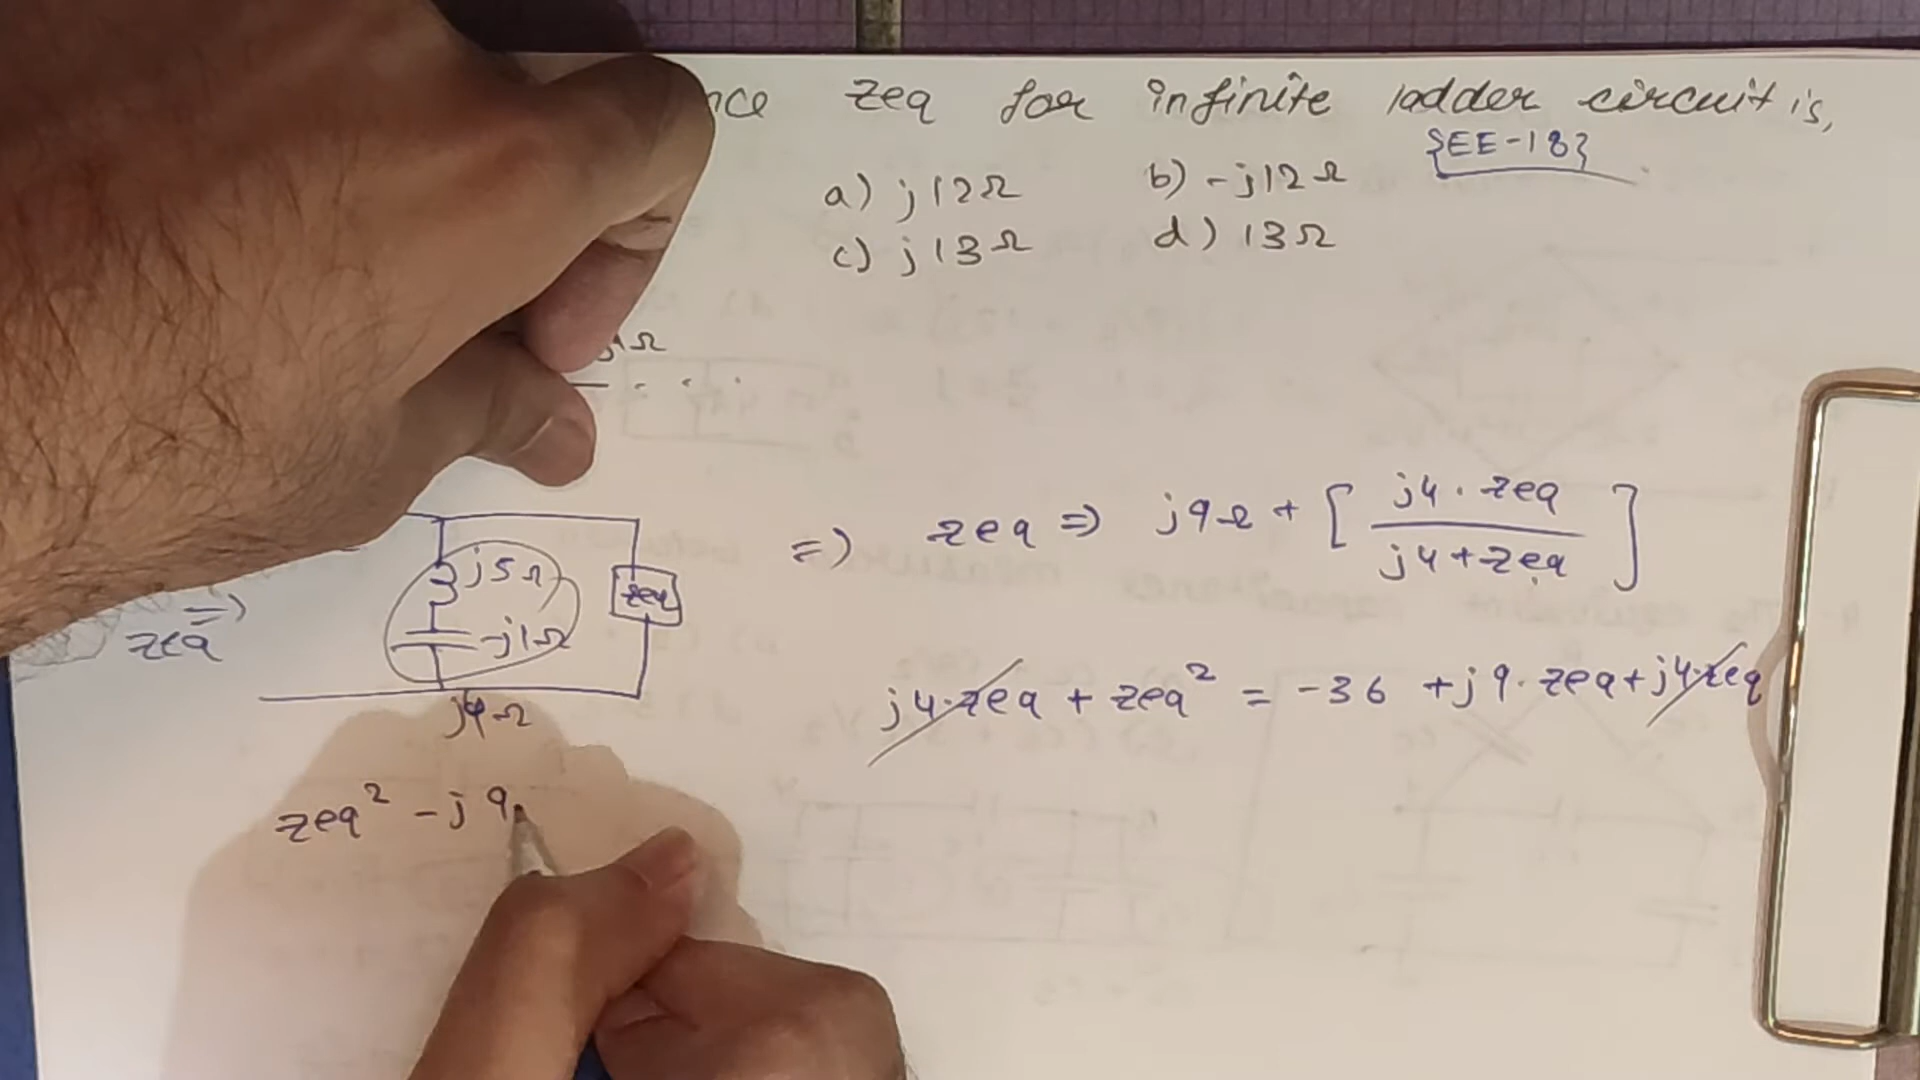 zeq for infinite ladder circuit is,
{EE-18}
a) j12Ω b) -j12Ω
c) j13Ω d) 13Ω
Ω
- - - .
=) zeq => j9Ω + [ j4 . zeq / j4 + zeq ]
j5Ω
zeq
-j1Ω
=)
zeq
j4Ω
j4.zeq + zeq² = -36 + j9.zeq + j4.zeq
zeq² - j9